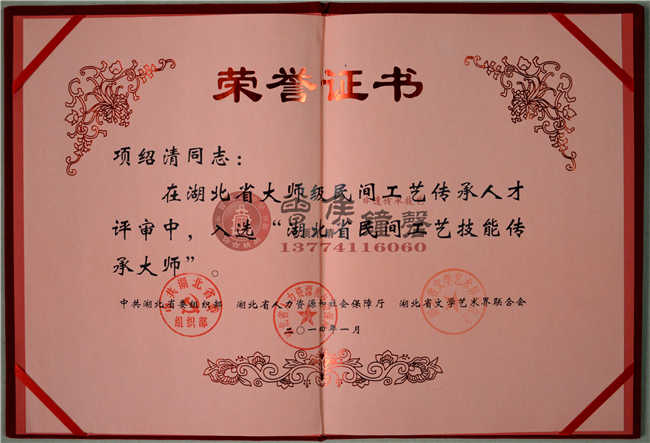 荣誉证书
项绍清同志：
在湖北省大师级民间工艺传承人才
评审中，入选“湖北省民间工艺技能传
承大师”。
13774116060
中共湖北省委组织部 湖北省人力资源和社会保障厅 湖北省文学艺术界联合会
二〇一四年一月
组织部